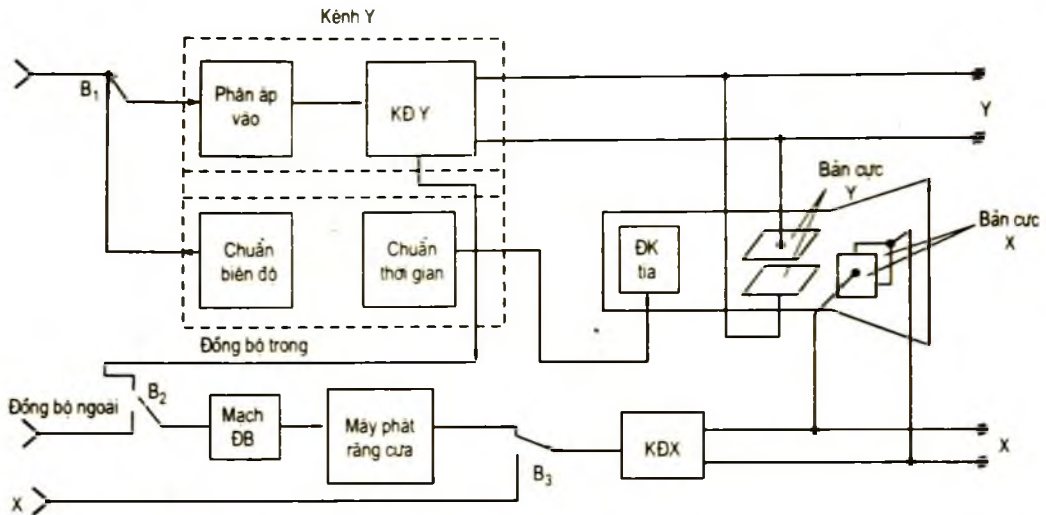 Kênh Y
B₁
Phân áp
vào
KĐ Y
Y
Bản cực
Y
Bản cực
X
Chuẩn
biên độ
Chuẩn
thời gian
ĐK
tia
Đồng bộ trong
Đồng bộ ngoài
B₂
Mạch
ĐB
Máy phát
răng cưa
B₃
KĐX
X
X